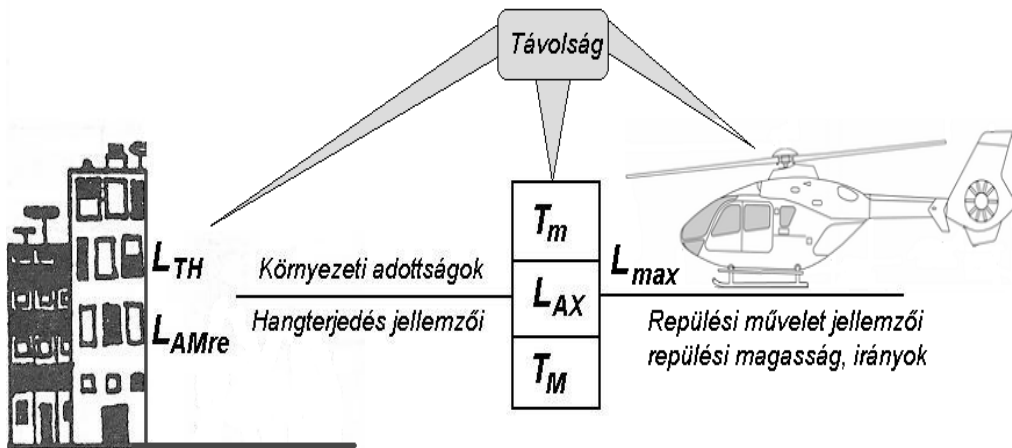 Távolság
L_TH
L_AMre
Környezeti adottságok
Hangterjedés jellemzői
T_m
L_AX
T_M
L_max
Repülési művelet jellemzői
repülési magasság, irányok